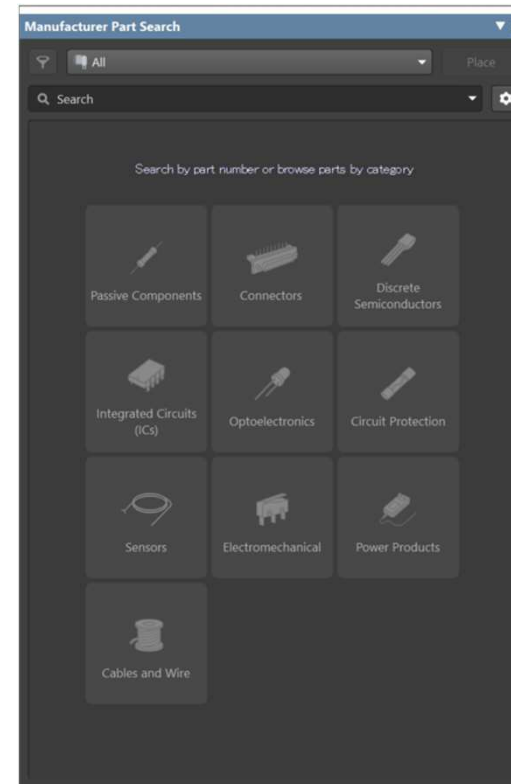 Manufacturer Part Search
All
Place
Search
Search by part number or browse parts by category
Passive Components
Connectors
Discrete
Semiconductors
Integrated Circuits
(ICs)
Optoelectronics
Circuit Protection
Sensors
Electromechanical
Power Products
Cables and Wire